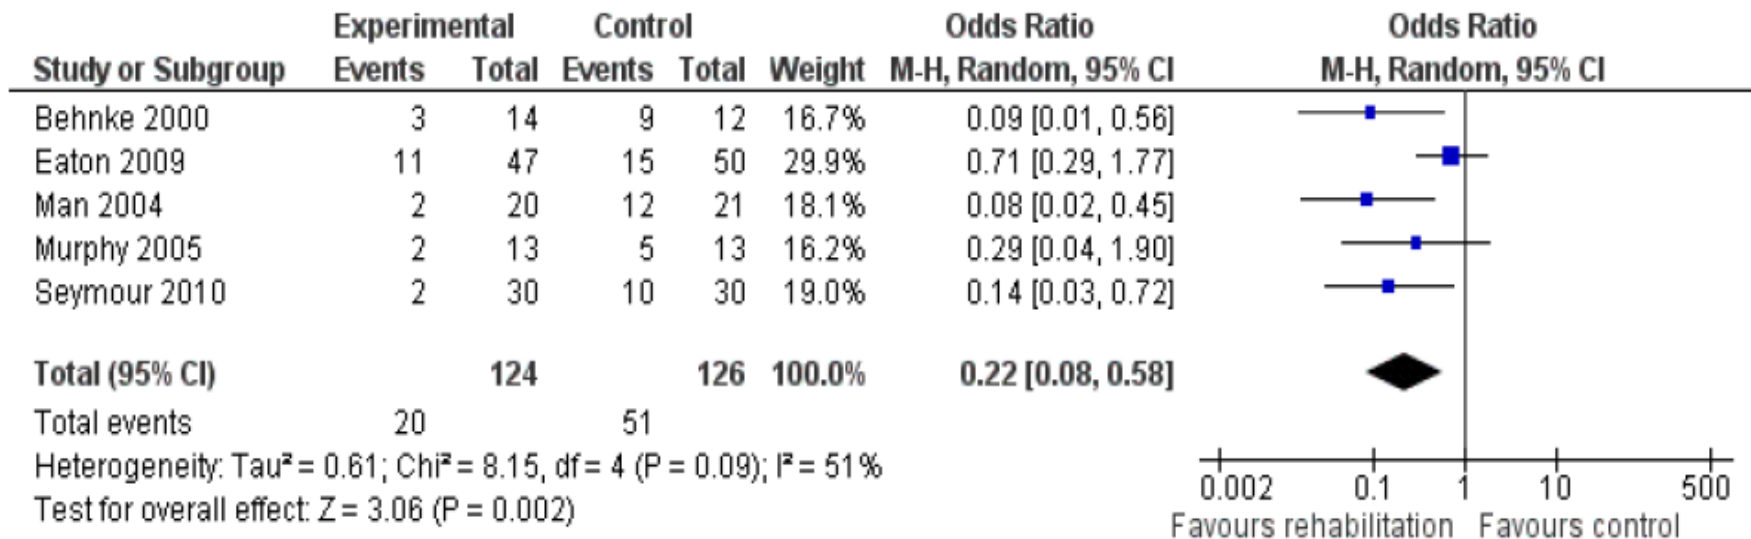 Experimental Control Odds Ratio Odds Ratio
Study or Subgroup Events Total Events Total Weight M-H, Random, 95% CI M-H, Random, 95% CI
Behnke 2000 3 14 9 12 16.7% 0.09 [0.01, 0.56]
Eaton 2009 11 47 15 50 29.9% 0.71 [0.29, 1.77]
Man 2004 2 20 12 21 18.1% 0.08 [0.02, 0.45]
Murphy 2005 2 13 5 13 16.2% 0.29 [0.04, 1.90]
Seymour 2010 2 30 10 30 19.0% 0.14 [0.03, 0.72]
Total (95% CI) 124 126 100.0% 0.22 [0.08, 0.58]
Total events 20 51
Heterogeneity: Tau² = 0.61; Chi² = 8.15, df = 4 (P = 0.09); I² = 51%
Test for overall effect: Z = 3.06 (P = 0.002)
0.002 0.1 1 10 500
Favours rehabilitation Favours control